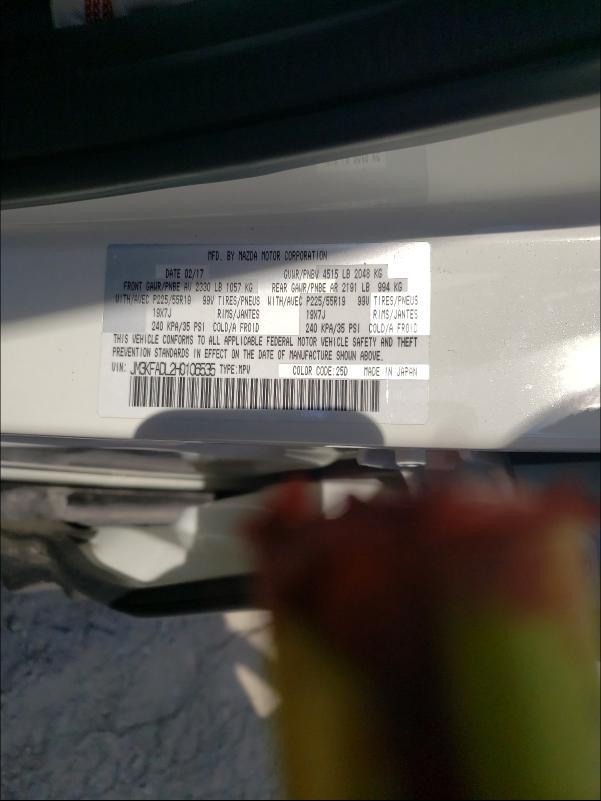 MFD. BY MAZDA MOTOR CORPORATION
DATE 02/17 GVWR/PNBV 4515 LB 2048 KG
FRONT GAWR/PNBE AV 2330 LB 1057 KG REAR GAWR/PNBE AR 2191 LB 994 KG
WITH/AVEC P225/55R19 99V TIRES/PNEUS WITH/AVEC P225/55R19 99V TIRES/PNEUS
19X7J RIMS/JANTES 19X7J RIMS/JANTES
240 KPA/35 PSI COLD/A FROID 240 KPA/35 PSI COLD/A FROID
THIS VEHICLE CONFORMS TO ALL APPLICABLE FEDERAL MOTOR VEHICLE SAFETY AND THEFT
PREVENTION STANDARDS IN EFFECT ON THE DATE OF MANUFACTURE SHOWN ABOVE.
VIN: JM3KFADL2H0106535 TYPE:MPV COLOR CODE:25D MADE IN JAPAN